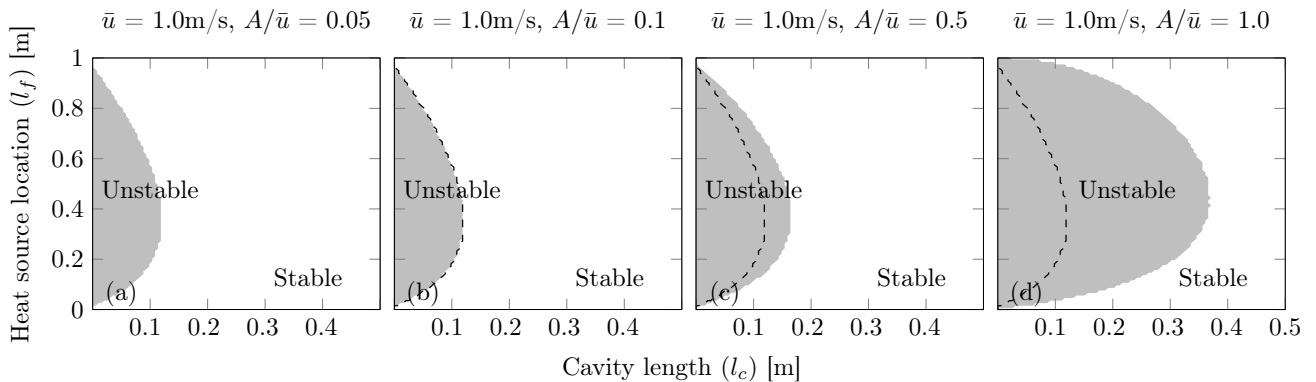 ū = 1.0m/s, A/ū = 0.05
ū = 1.0m/s, A/ū = 0.1
ū = 1.0m/s, A/ū = 0.5
ū = 1.0m/s, A/ū = 1.0
Heat source location (l_f) [m]
1
0.8
0.6
0.4
0.2
0
Unstable
Stable
(a)
0.1
0.2
0.3
0.4
Unstable
Stable
(b)
0.1
0.2
0.3
0.4
Unstable
Stable
(c)
0.1
0.2
0.3
0.4
Unstable
Stable
(d)
0.1
0.2
0.3
0.4
0.5
Cavity length (l_c) [m]